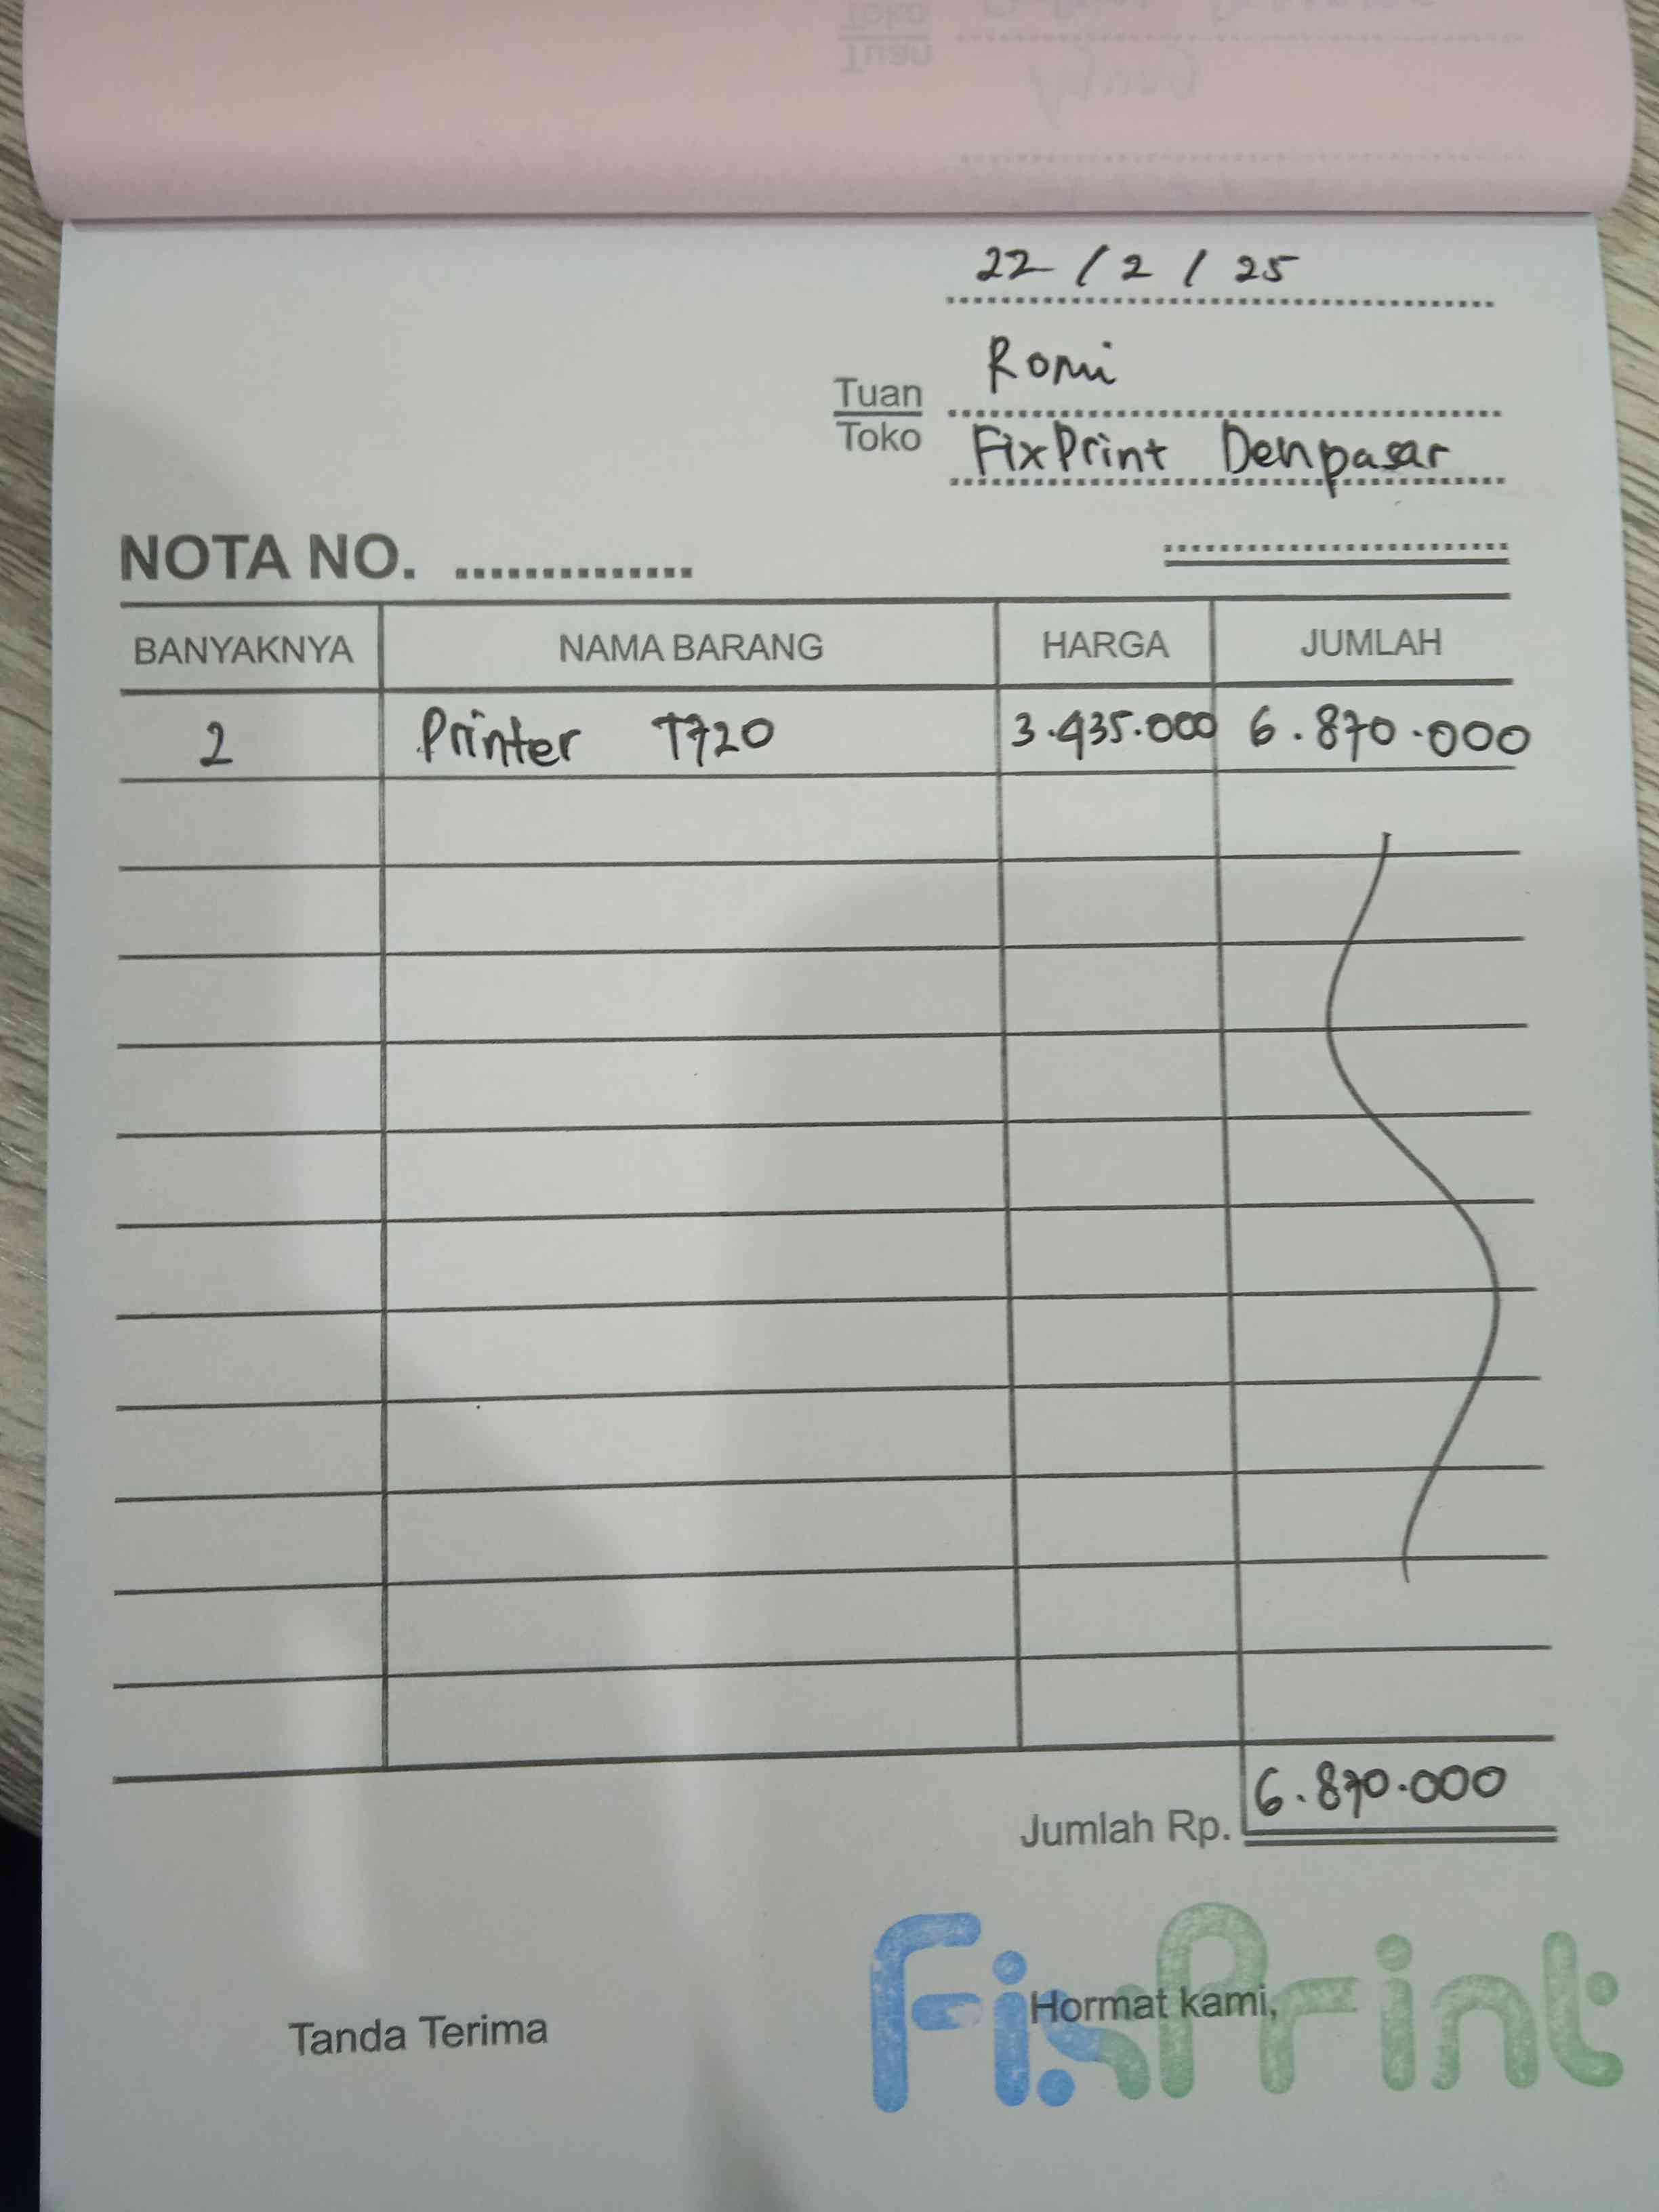 22 / 2 / 25
Romi
Tuan
Toko
FixPrint Denpasar
NOTA NO. ...............
BANYAKNYA NAMA BARANG HARGA JUMLAH
2 Printer T720 3.435.000 6.870.000
Jumlah Rp. 6.870.000
Tanda Terima Hormat kami,
FixPrint